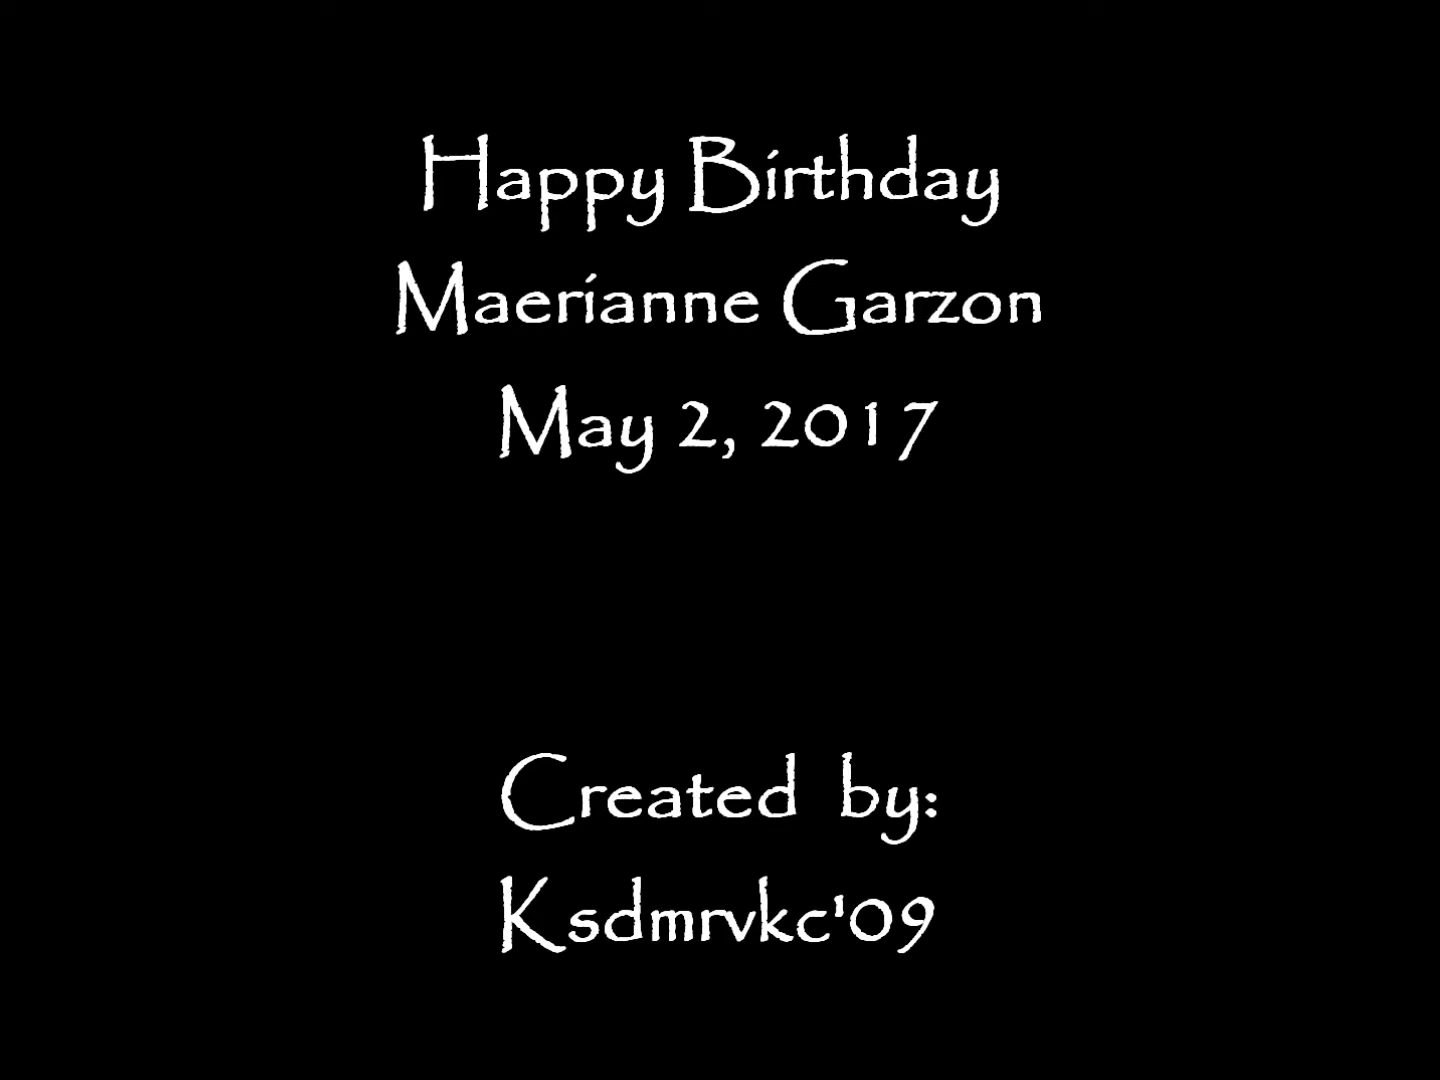 Happy Birthday
Maerianne Garzon
May 2, 2017
Created by:
Ksdmrvkc'09